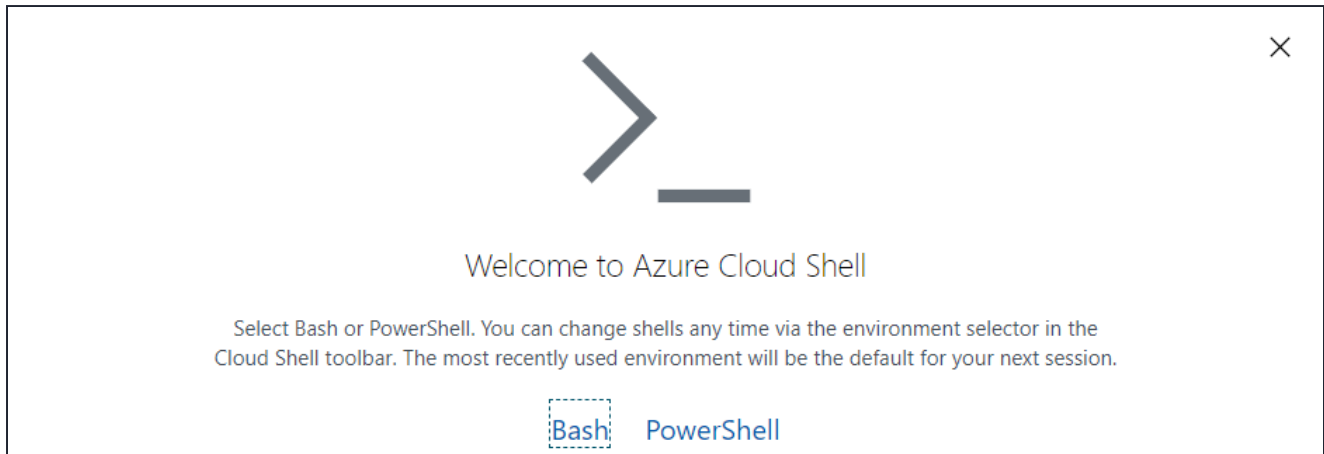 Welcome to Azure Cloud Shell
Select Bash or PowerShell. You can change shells any time via the environment selector in the
Cloud Shell toolbar. The most recently used environment will be the default for your next session.
Bash PowerShell